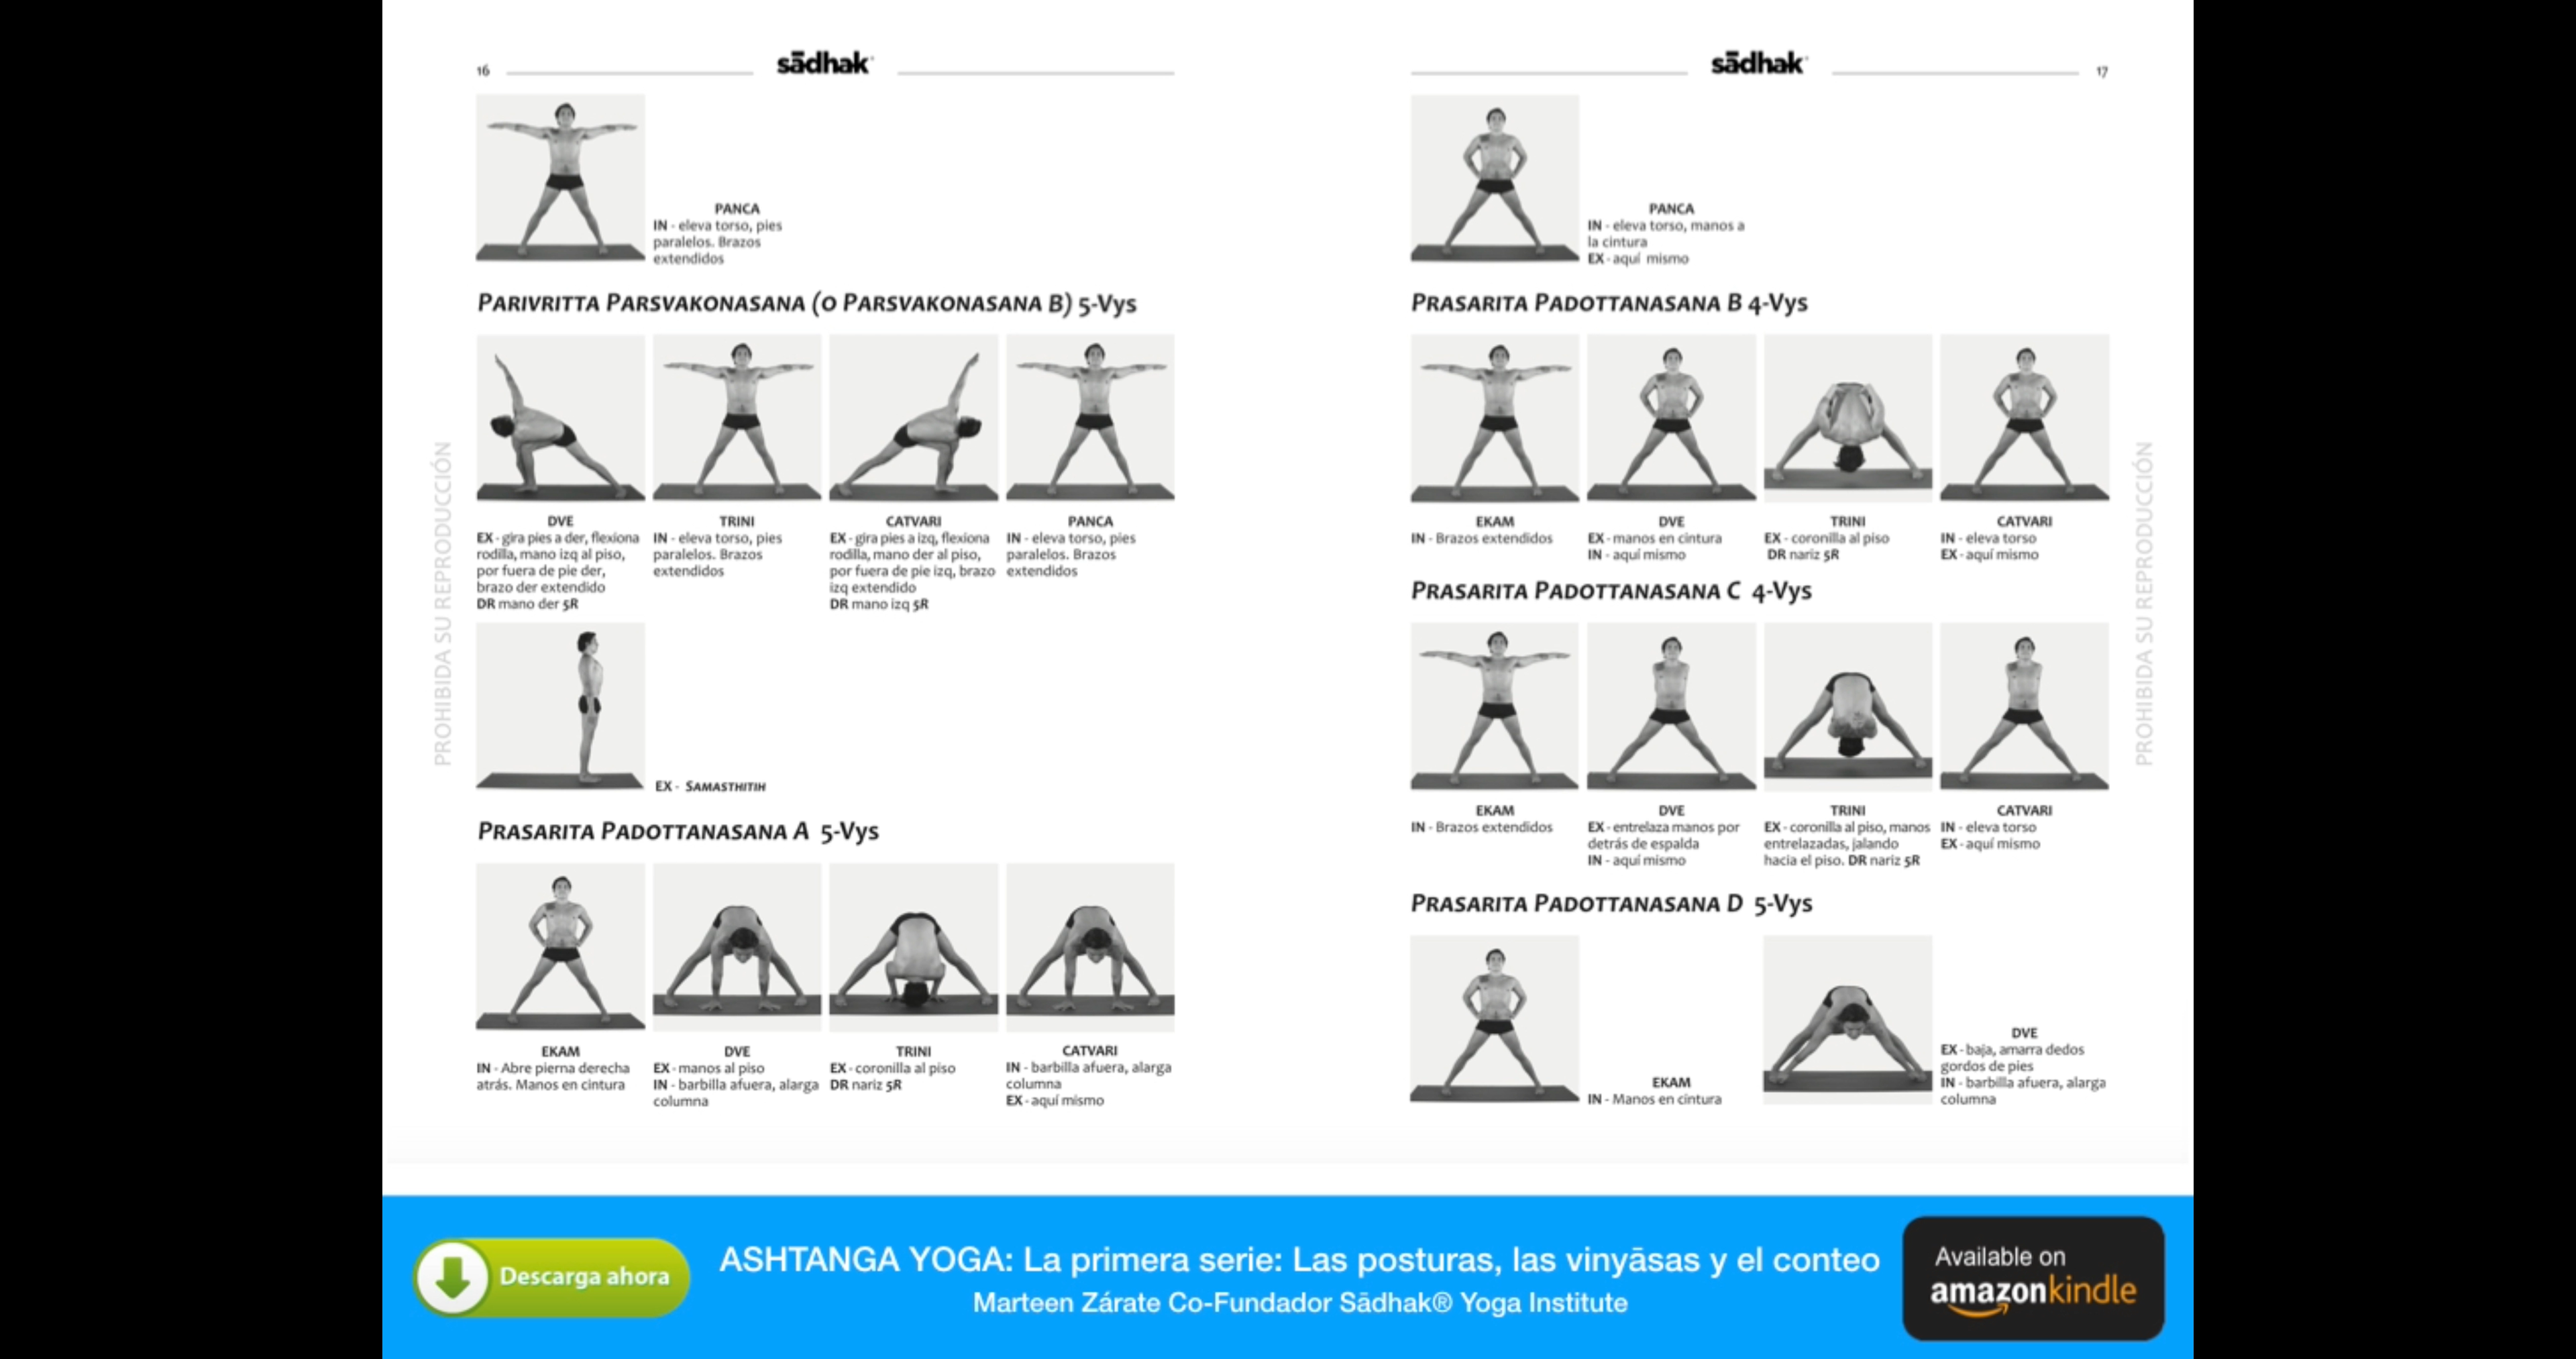 16
sādhak
PANCA
IN - eleva torso, pies
paralelos. Brazos
extendidos
PARIVRITTA PARSVAKONASANA (O PARSVAKONASANA B) 5-Vys
DVE
EX - gira pies a der, flexiona
rodilla, mano izq al piso,
por fuera de pie der,
brazo der extendido
DR mano der 5R
TRINI
IN - eleva torso, pies
paralelos. Brazos
extendidos
CATVARI
EX - gira pies a izq, flexiona
rodilla, mano der al piso,
por fuera de pie izq, brazo
izq extendido
DR mano izq 5R
PANCA
IN - eleva torso, pies
paralelos. Brazos
extendidos
EX - SAMASTHITIH
PRASARITA PADOTTANASANA A 5-Vys
EKAM
IN - Abre pierna derecha
atrás. Manos en cintura
DVE
EX - manos al piso
IN - barbilla afuera, alarga
columna
TRINI
EX - coronilla al piso
DR nariz 5R
CATVARI
IN - barbilla afuera, alarga
columna
EX - aquí mismo
PROHIBIDA SU REPRODUCCIÓN
sādhak
17
PANCA
IN - eleva torso, manos a
la cintura
EX - aquí mismo
PRASARITA PADOTTANASANA B 4-Vys
EKAM
IN - Brazos extendidos
DVE
EX - manos en cintura
IN - aquí mismo
TRINI
EX - coronilla al piso
DR nariz 5R
CATVARI
IN - eleva torso
EX - aquí mismo
PRASARITA PADOTTANASANA C 4-Vys
EKAM
IN - Brazos extendidos
DVE
EX - entrelaza manos por
detrás de espalda
IN - aquí mismo
TRINI
EX - coronilla al piso, manos
entrelazadas, jalando
hacia el piso. DR nariz 5R
CATVARI
IN - eleva torso
EX - aquí mismo
PRASARITA PADOTTANASANA D 5-Vys
EKAM
IN - Manos en cintura
DVE
EX - baja, amarra dedos
gordos de pies
IN - barbilla afuera, alarga
columna
PROHIBIDA SU REPRODUCCIÓN
Descarga ahora
ASHTANGA YOGA: La primera serie: Las posturas, las vinyāsas y el conteo
Marteen Zárate Co-Fundador Sādhak® Yoga Institute
Available on
amazonkindle